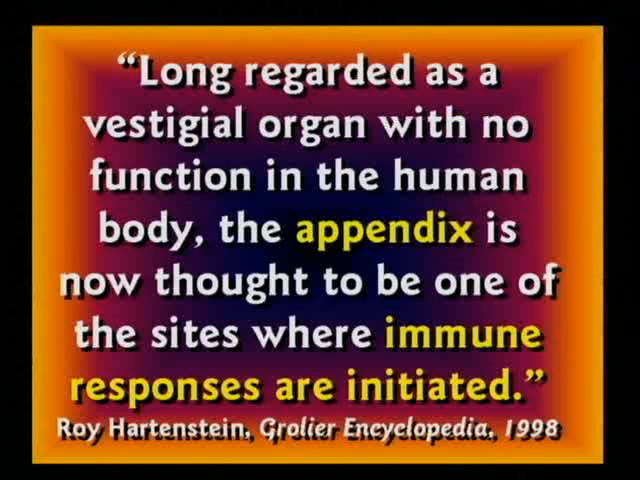 “Long regarded as a
vestigial organ with no
function in the human
body, the appendix is
now thought to be one of
the sites where immune
responses are initiated.”
Roy Hartenstein, Grolier Encyclopedia, 1998